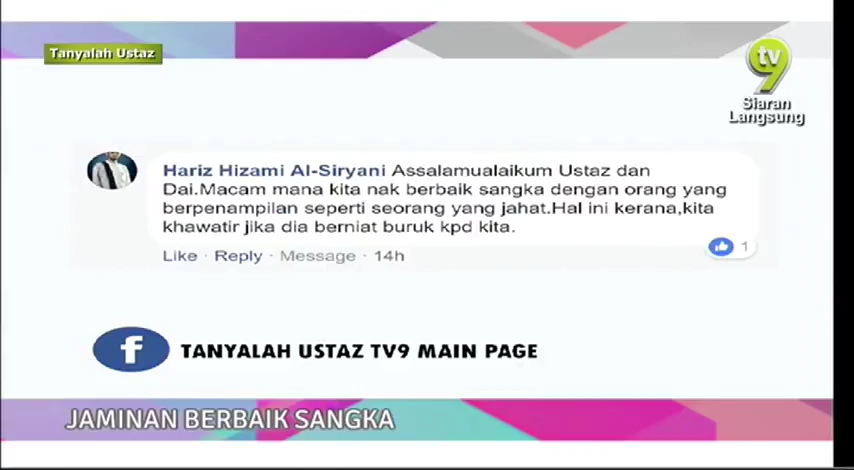 Tanyalah Ustaz
tv
9
Siaran
Langsung
Hariz Hizami Al-Siryani Assalamualaikum Ustaz dan
Dai.Macam mana kita nak berbaik sangka dengan orang yang
berpenampilan seperti seorang yang jahat.Hal ini kerana,kita
khawatir jika dia berniat buruk kpd kita.
1
Like · Reply · Message · 14h
f TANYALAH USTAZ TV9 MAIN PAGE
JAMINAN BERBAIK SANGKA